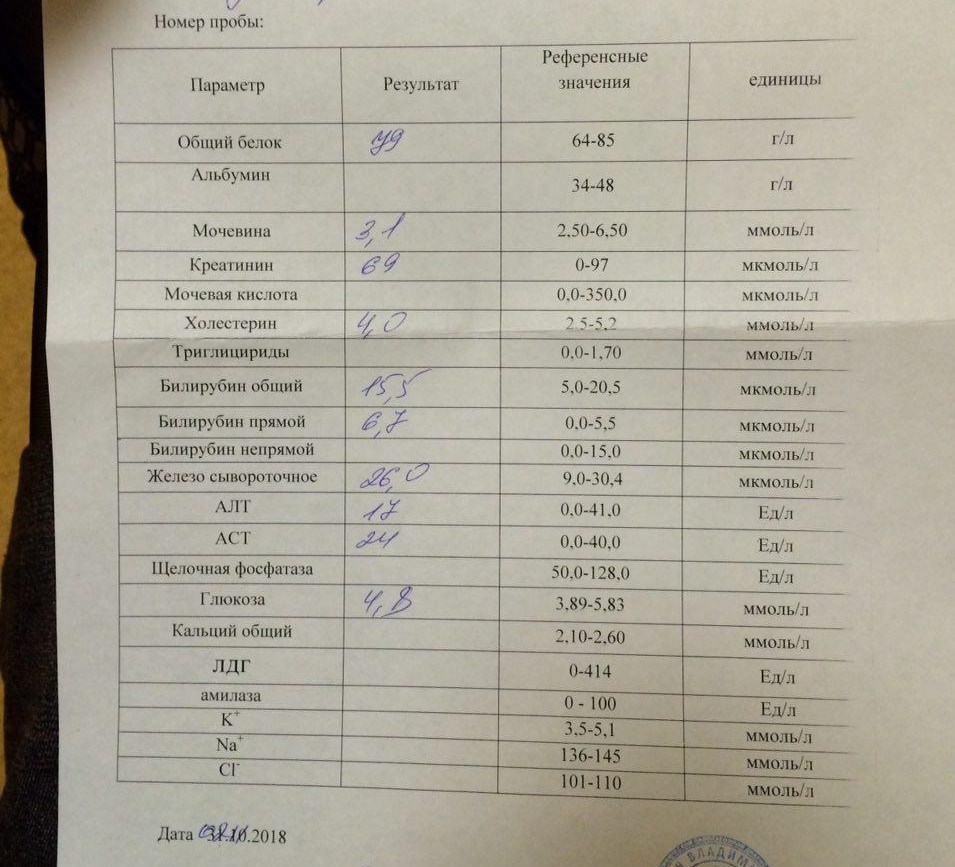 Номер пробы:
Параметр Результат Референсные значения единицы
Общий белок 79 64-85 г/л
Альбумин 34-48 г/л
Мочевина 3,1 2,50-6,50 ммоль/л
Креатинин 69 0-97 мкмоль/л
Мочевая кислота 0,0-350,0 мкмоль/л
Холестерин 4,0 2,5-5,2 ммоль/л
Триглицириды 0,0-1,70 ммоль/л
Билирубин общий 15,5 5,0-20,5 мкмоль/л
Билирубин прямой 6,7 0,0-5,5 мкмоль/л
Билирубин непрямой 0,0-15,0 мкмоль/л
Железо сывороточное 26,0 9,0-30,4 мкмоль/л
АЛТ 17 0,0-41,0 Ед/л
АСТ 24 0,0-40,0 Ед/л
Щелочная фосфатаза 50,0-128,0 Ед/л
Глюкоза 4,8 3,89-5,83 ммоль/л
Кальций общий 2,10-2,60 ммоль/л
ЛДГ 0-414 Ед/л
амилаза 0 - 100 Ед/л
K⁺ 3,5-5,1 ммоль/л
Na⁺ 136-145 ммоль/л
Cl⁻ 101-110 ммоль/л
Дата 31.10.2018